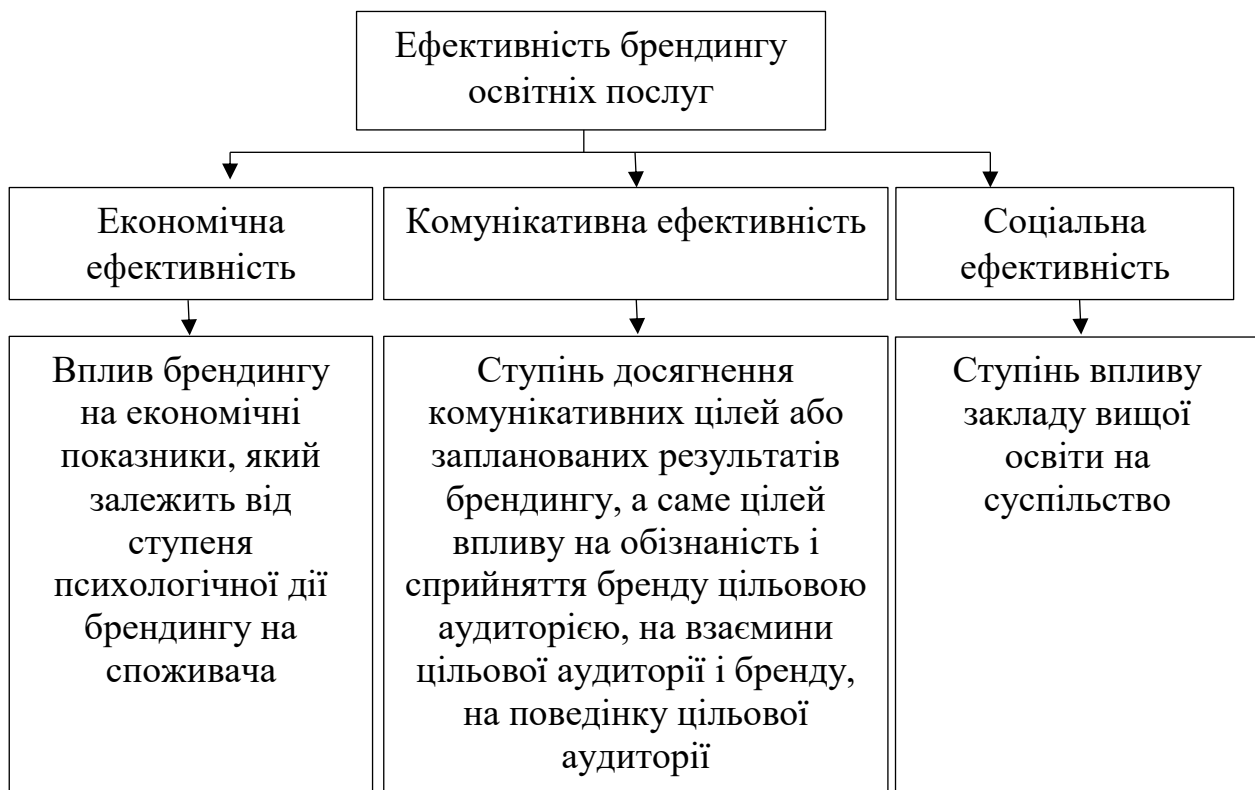 Ефективність брендингу
освітніх послуг
Економічна
ефективність
Комунікативна ефективність
Соціальна
ефективність
Вплив брендингу
на економічні
показники, який
залежить від
ступеня
психологічної дії
брендингу на
споживача
Ступінь досягнення
комунікативних цілей або
запланованих результатів
брендингу, а саме цілей
впливу на обізнаність і
сприйняття бренду цільовою
аудиторією, на взаємини
цільової аудиторії і бренду,
на поведінку цільової
аудиторії
Ступінь впливу
закладу вищої
освіти на
суспільство